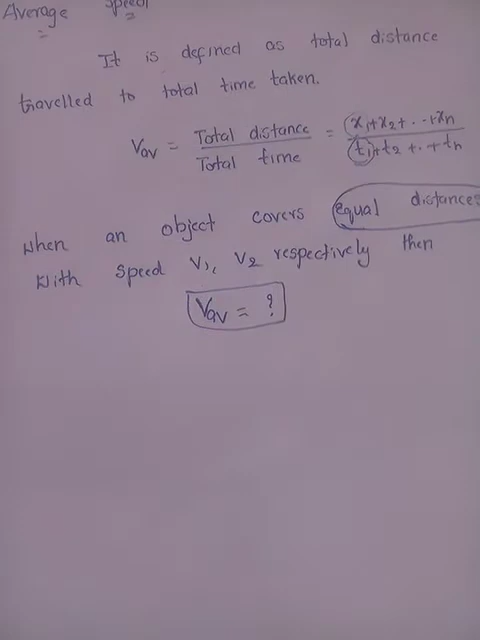 Average Speed
It is defined as total distance
travelled to total time taken.
Vav = Total distance / Total time = x1+x2+..+xn / t1+t2+.+tn
when an object covers equal distances
with speed V1, V2 respectively then
Vav = ?